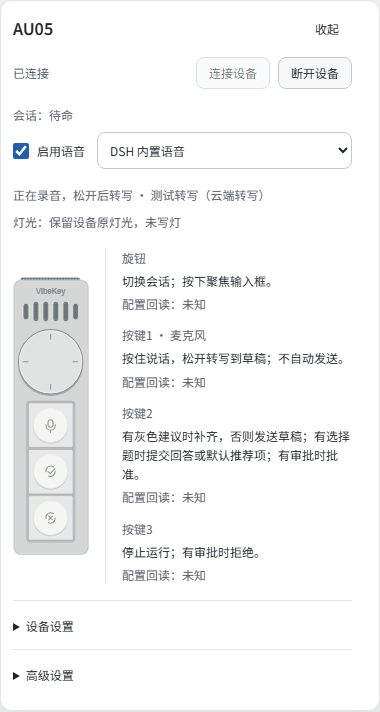 AU05
收起
已连接
连接设备
断开设备
会话：待命
启用语音
DSH 内置语音
正在录音，松开后转写 · 测试转写（云端转写）
灯光：保留设备原灯光，未写灯
VibeKey
旋钮
切换会话；按下聚焦输入框。
配置回读：未知
按键1 · 麦克风
按住说话，松开转写到草稿；不自动发送。
配置回读：未知
按键2
有灰色建议时补齐，否则发送草稿；有选择
题时提交回答或默认推荐项；有审批时批
准。
配置回读：未知
按键3
停止运行；有审批时拒绝。
配置回读：未知
设备设置
高级设置